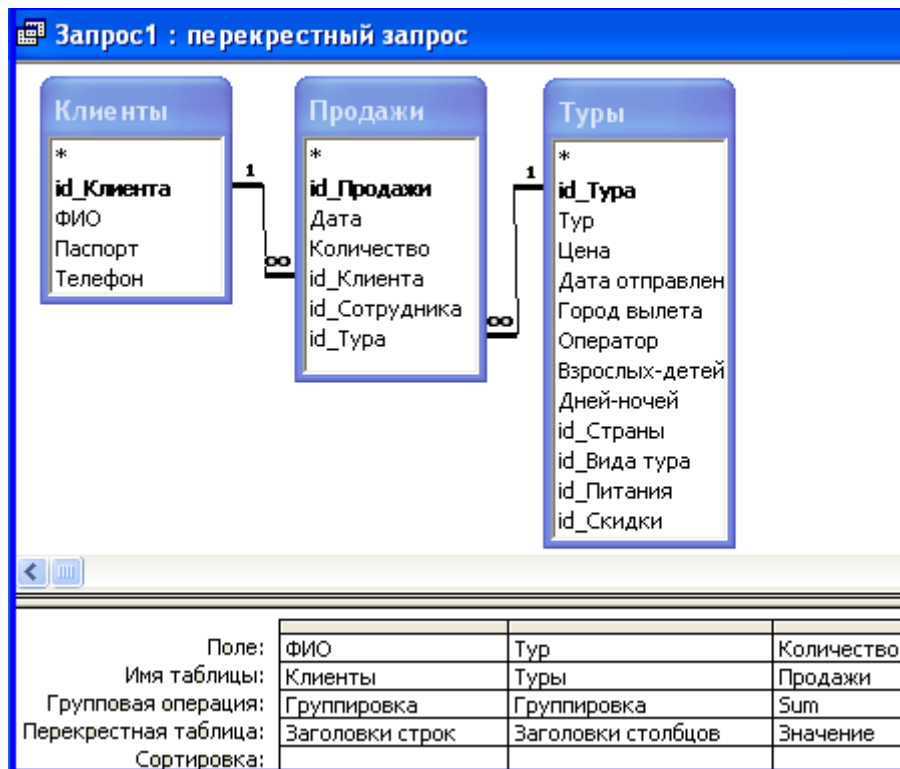 Запрос1 : перекрестный запрос
Клиенты
*
id_Клиента
ФИО
Паспорт
Телефон
1
∞
Продажи
*
id_Продажи
Дата
Количество
id_Клиента
id_Сотрудника
id_Тура
1
∞
Туры
*
id_Тура
Тур
Цена
Дата отправлен
Город вылета
Оператор
Взрослых-детей
Дней-ночей
id_Страны
id_Вида тура
id_Питания
id_Скидки
Поле: ФИО Тур Количество
Имя таблицы: Клиенты Туры Продажи
Групповая операция: Группировка Группировка Sum
Перекрестная таблица: Заголовки строк Заголовки столбцов Значение
Сортировка: